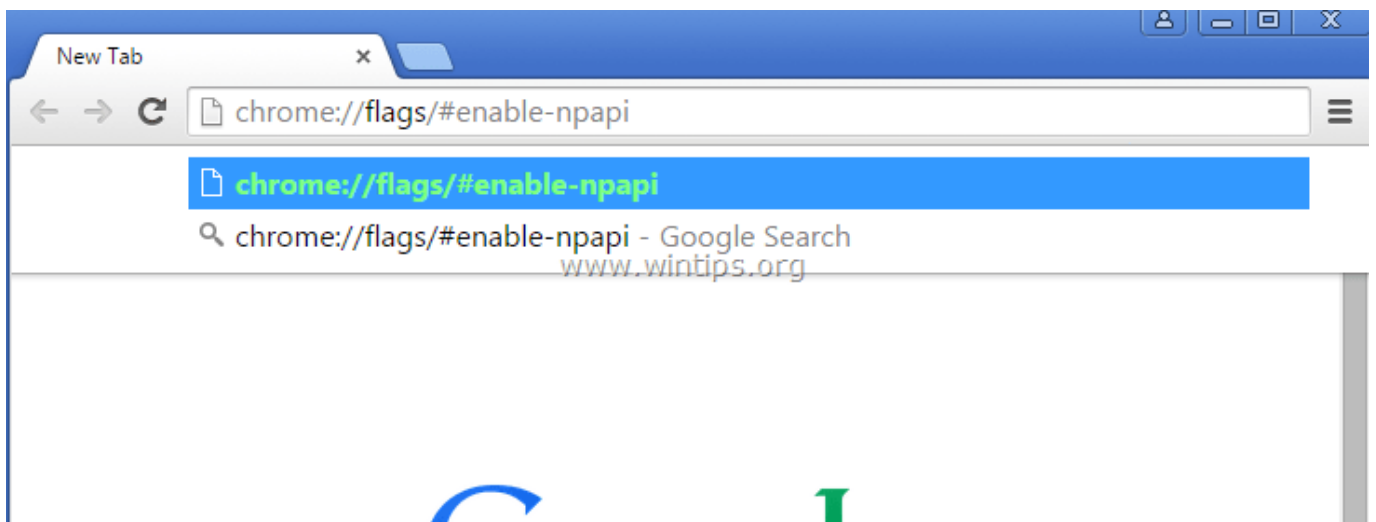 New Tab
chrome://flags/#enable-npapi
chrome://flags/#enable-npapi
chrome://flags/#enable-npapi - Google Search
www.wintips.org